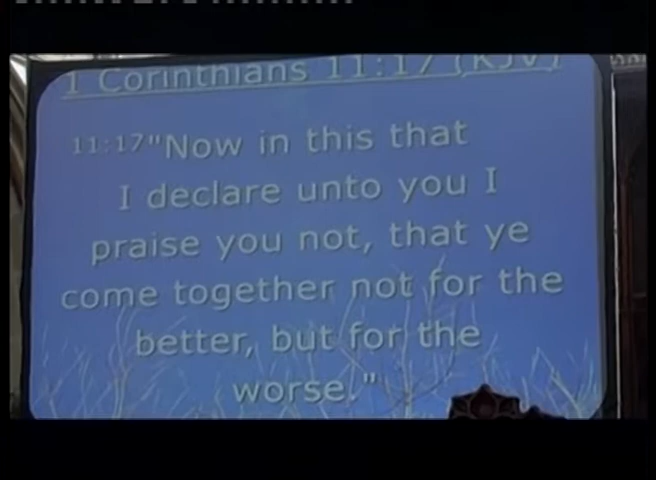 1 Corinthians 11:17 (KJV)
11:17"Now in this that
I declare unto you I
praise you not, that ye
come together not for the
better, but for the
worse."